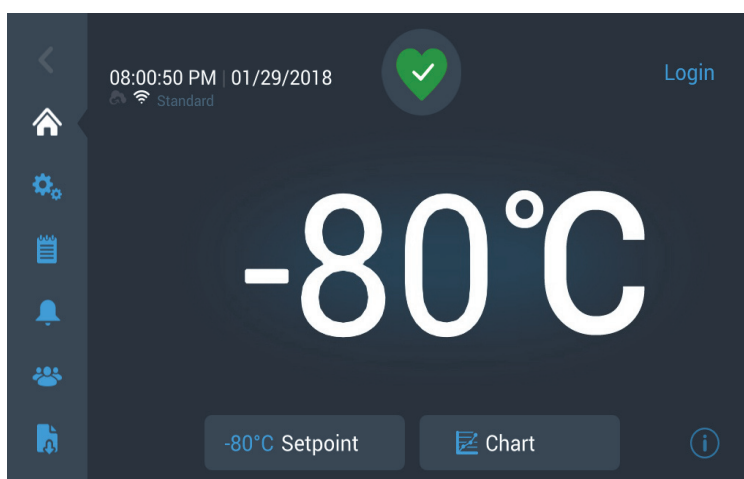 08:00:50 PM | 01/29/2018
Login
Standard
-80°C
-80°C Setpoint
Chart